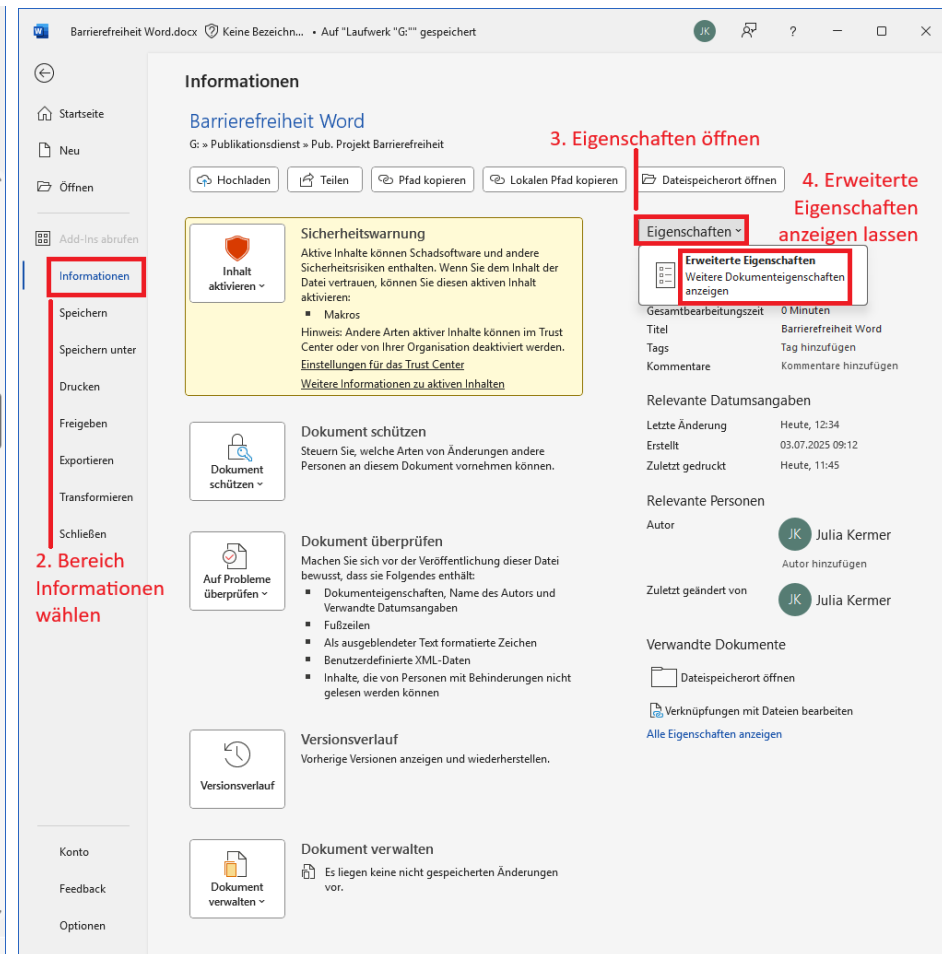 Barrierefreiheit Word.docx Keine Bezeichn... • Auf "Laufwerk "G:"" gespeichert
JK
?
Informationen
Startseite
Neu
Öffnen
Add-Ins abrufen
Informationen
Speichern
Speichern unter
Drucken
Freigeben
Exportieren
Transformieren
Schließen
2. Bereich
Informationen
wählen
Konto
Feedback
Optionen
Barrierefreiheit Word
G: » Publikationsdienst » Pub. Projekt Barrierefreiheit
3. Eigenschaften öffnen
Hochladen
Teilen
Pfad kopieren
Lokalen Pfad kopieren
Dateispeicherort öffnen
4. Erweiterte
Eigenschaften
anzeigen lassen
Inhalt
aktivieren
Sicherheitswarnung
Aktive Inhalte können Schadsoftware und andere
Sicherheitsrisiken enthalten. Wenn Sie dem Inhalt der
Datei vertrauen, können Sie diesen aktiven Inhalt
aktivieren:
▪ Makros
Hinweis: Andere Arten aktiver Inhalte können im Trust
Center oder von Ihrer Organisation deaktiviert werden.
Einstellungen für das Trust Center
Weitere Informationen zu aktiven Inhalten
Dokument
schützen
Dokument schützen
Steuern Sie, welche Arten von Änderungen andere
Personen an diesem Dokument vornehmen können.
Auf Probleme
überprüfen
Dokument überprüfen
Machen Sie sich vor der Veröffentlichung dieser Datei
bewusst, dass sie Folgendes enthält:
▪ Dokumenteigenschaften, Name des Autors und
Verwandte Datumsangaben
▪ Fußzeilen
▪ Als ausgeblendeter Text formatierte Zeichen
▪ Benutzerdefinierte XML-Daten
▪ Inhalte, die von Personen mit Behinderungen nicht
gelesen werden können
Versionsverlauf
Versionsverlauf
Vorherige Versionen anzeigen und wiederherstellen.
Dokument
verwalten
Dokument verwalten
Es liegen keine nicht gespeicherten Änderungen
vor.
Eigenschaften
Erweiterte Eigenschaften
Weitere Dokumenteigenschaften
anzeigen
Gesamtbearbeitungszeit 0 Minuten
Titel Barrierefreiheit Word
Tags Tag hinzufügen
Kommentare Kommentare hinzufügen
Relevante Datumsangaben
Letzte Änderung Heute, 12:34
Erstellt 03.07.2025 09:12
Zuletzt gedruckt Heute, 11:45
Relevante Personen
Autor
JK Julia Kermer
Autor hinzufügen
Zuletzt geändert von
JK Julia Kermer
Verwandte Dokumente
Dateispeicherort öffnen
Verknüpfungen mit Dateien bearbeiten
Alle Eigenschaften anzeigen